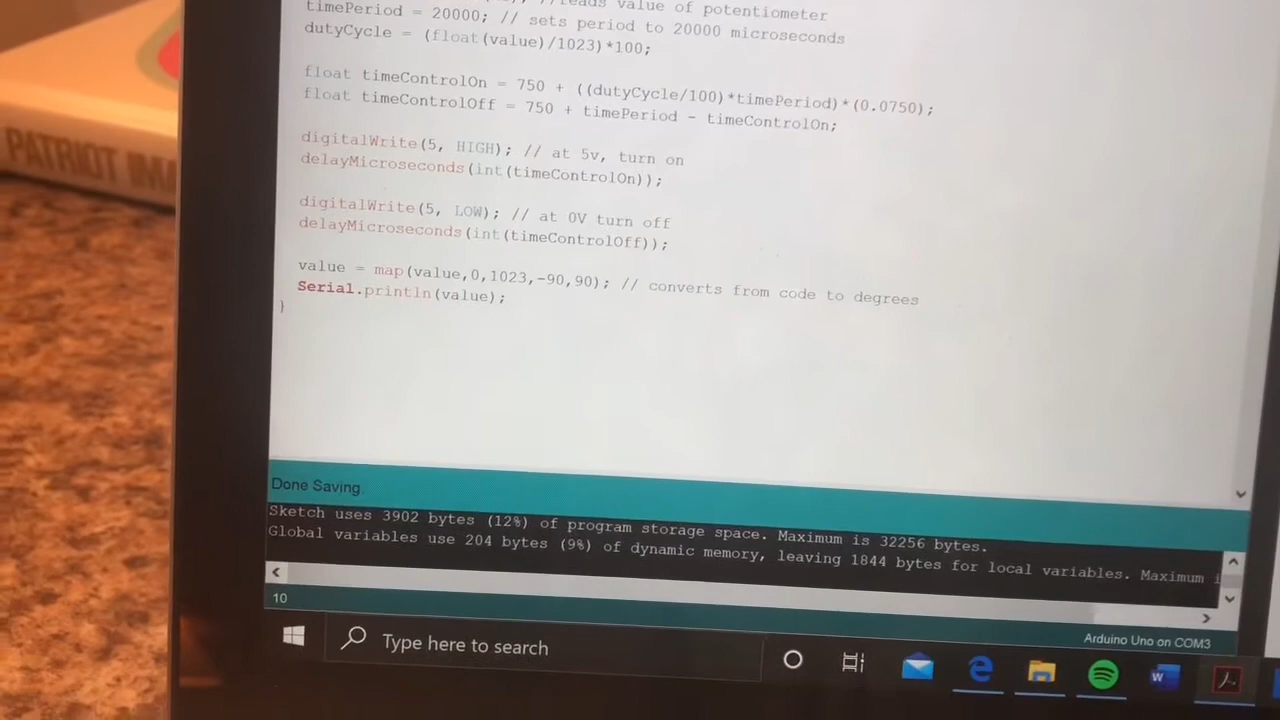 value of potentiometer
timePeriod = 20000; // sets period to 20000 microseconds
dutyCycle = (float(value)/1023)*100;
float timeControlOn = 750 + ((dutyCycle/100)*timePeriod)*(0.0750);
float timeControlOff = 750 + timePeriod - timeControlOn;
digitalWrite(5, HIGH); // at 5v, turn on
delayMicroseconds(int(timeControlOn));
digitalWrite(5, LOW); // at 0V turn off
delayMicroseconds(int(timeControlOff));
value = map(value,0,1023,-90,90); // converts from code to degrees
Serial.println(value);
}
PATRIOT
Done Saving.
Sketch uses 3902 bytes (12%) of program storage space. Maximum is 32256 bytes.
Global variables use 204 bytes (9%) of dynamic memory, leaving 1844 bytes for local variables. Maximum
10
Arduino Uno on COM3
Type here to search
W